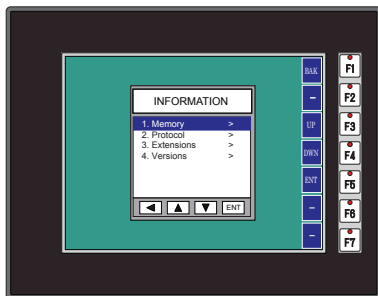 INFORMATION
1. Memory >
2. Protocol >
3. Extensions >
4. Versions >
ENT
BAK
–
UP
DWN
ENT
–
–
F1
F2
F3
F4
F5
F6
F7